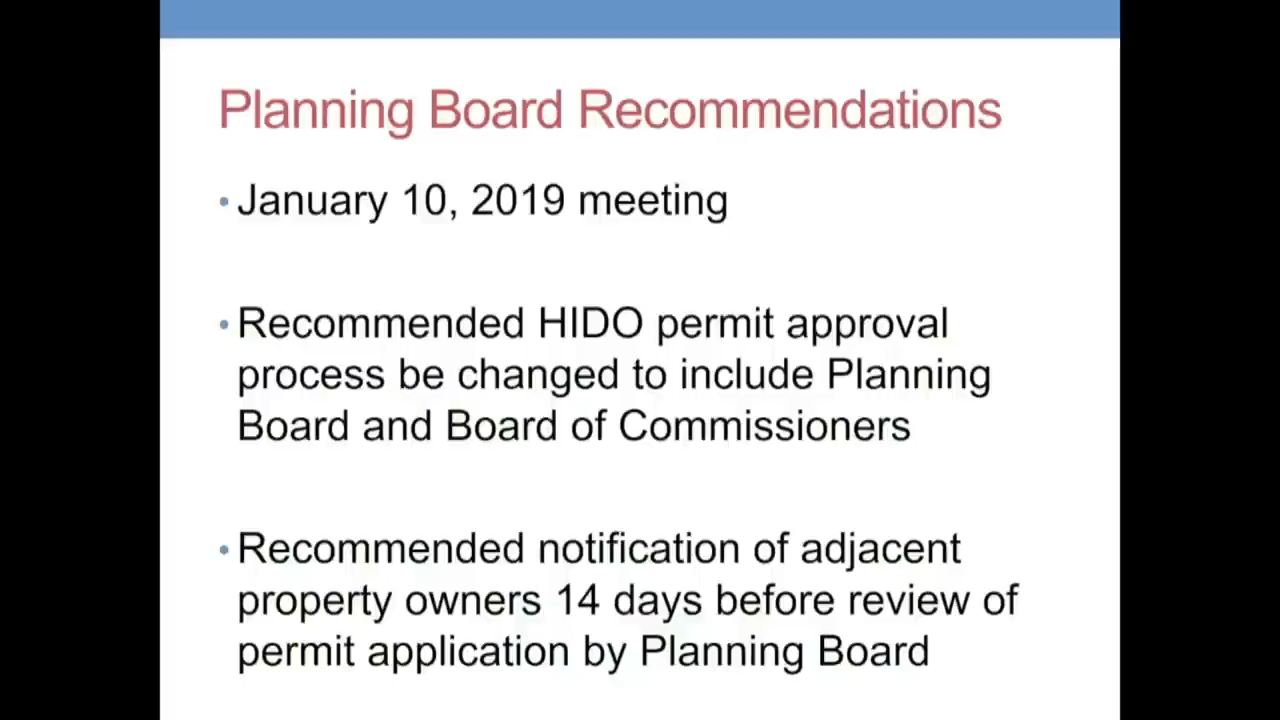 Planning Board Recommendations
• January 10, 2019 meeting
• Recommended HIDO permit approval
process be changed to include Planning
Board and Board of Commissioners
• Recommended notification of adjacent
property owners 14 days before review of
permit application by Planning Board